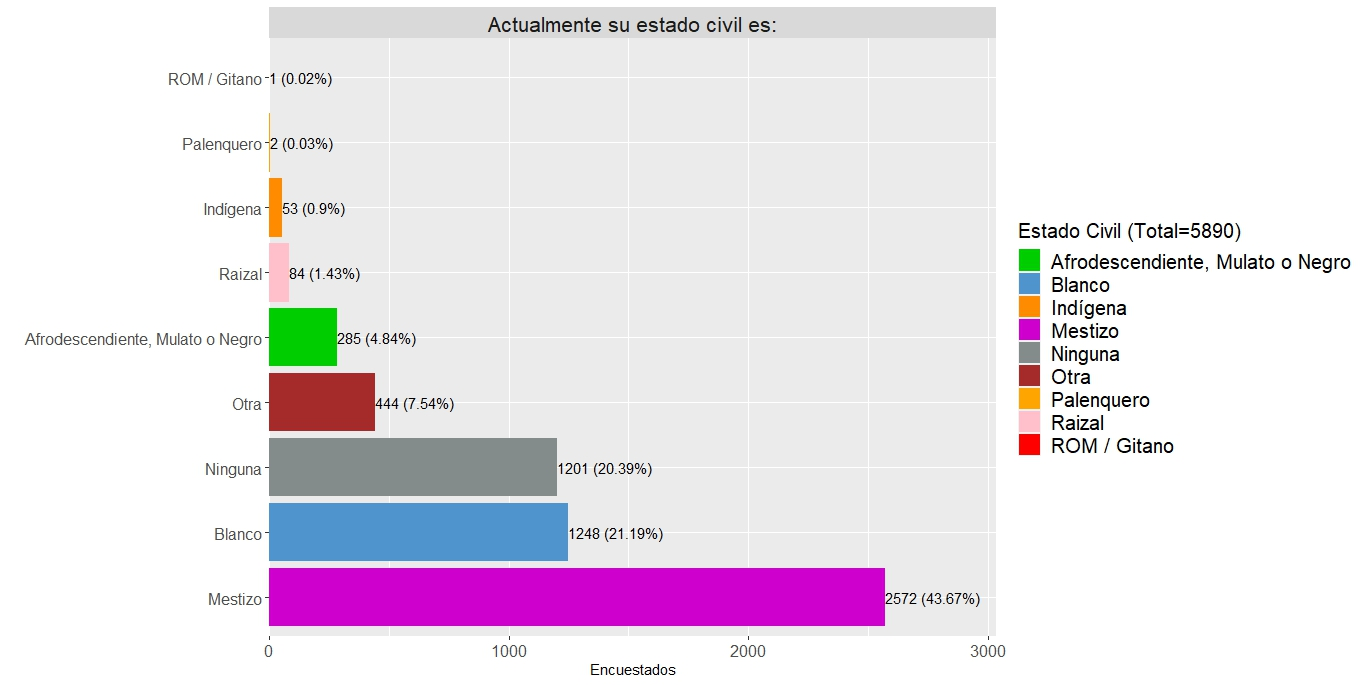 Actualmente su estado civil es:
ROM / Gitano
1 (0.02%)
Palenquero
2 (0.03%)
Indígena
53 (0.9%)
Raizal
84 (1.43%)
Afrodescendiente, Mulato o Negro
285 (4.84%)
Otra
444 (7.54%)
Ninguna
1201 (20.39%)
Blanco
1248 (21.19%)
Mestizo
2572 (43.67%)
0
1000
2000
3000
Encuestados
Estado Civil (Total=5890)
Afrodescendiente, Mulato o Negro
Blanco
Indígena
Mestizo
Ninguna
Otra
Palenquero
Raizal
ROM / Gitano